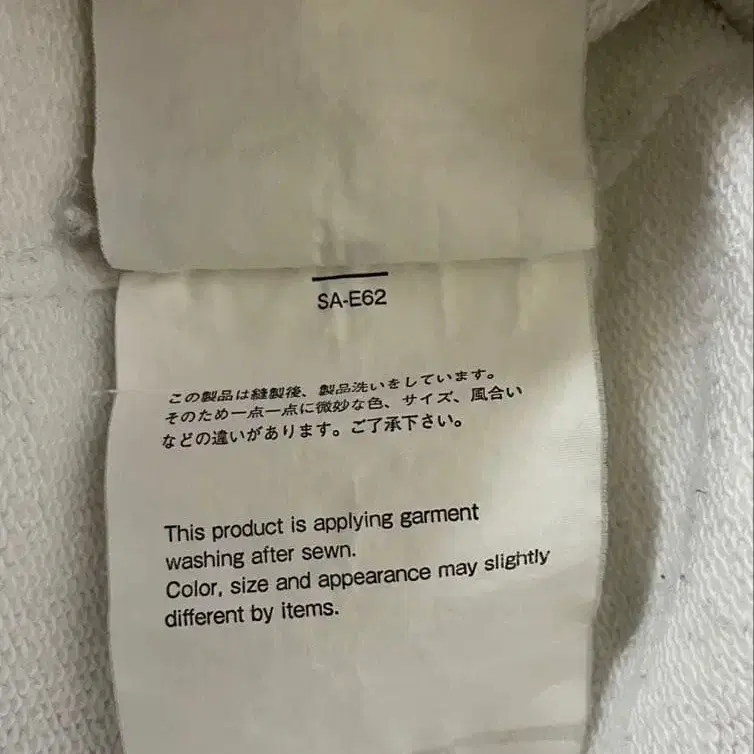 SA-E62
この製品は縫製後、製品洗いをしています。
そのため一点一点に微妙な色、サイズ、風合い
などの違いがあります。ご了承下さい。
This product is applying garment
washing after sewn.
Color, size and appearance may slightly
different by items.